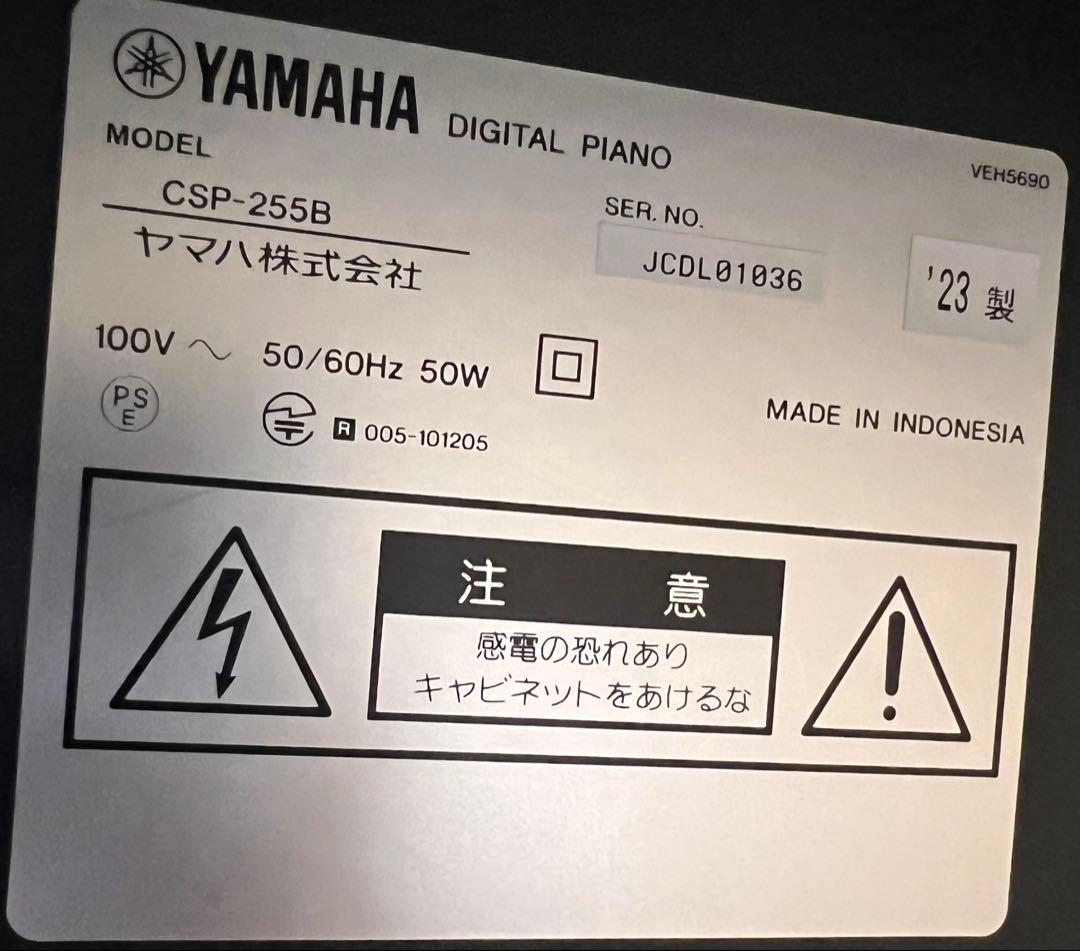 YAMAHA DIGITAL PIANO
VEH5690
MODEL
CSP-255B
ヤマハ株式会社
SER. NO.
JCDL01036
'23 製
100V 〜 50/60Hz 50W
PSE
R 005-101205
MADE IN INDONESIA
注 意
感電の恐れあり
キャビネットをあけるな